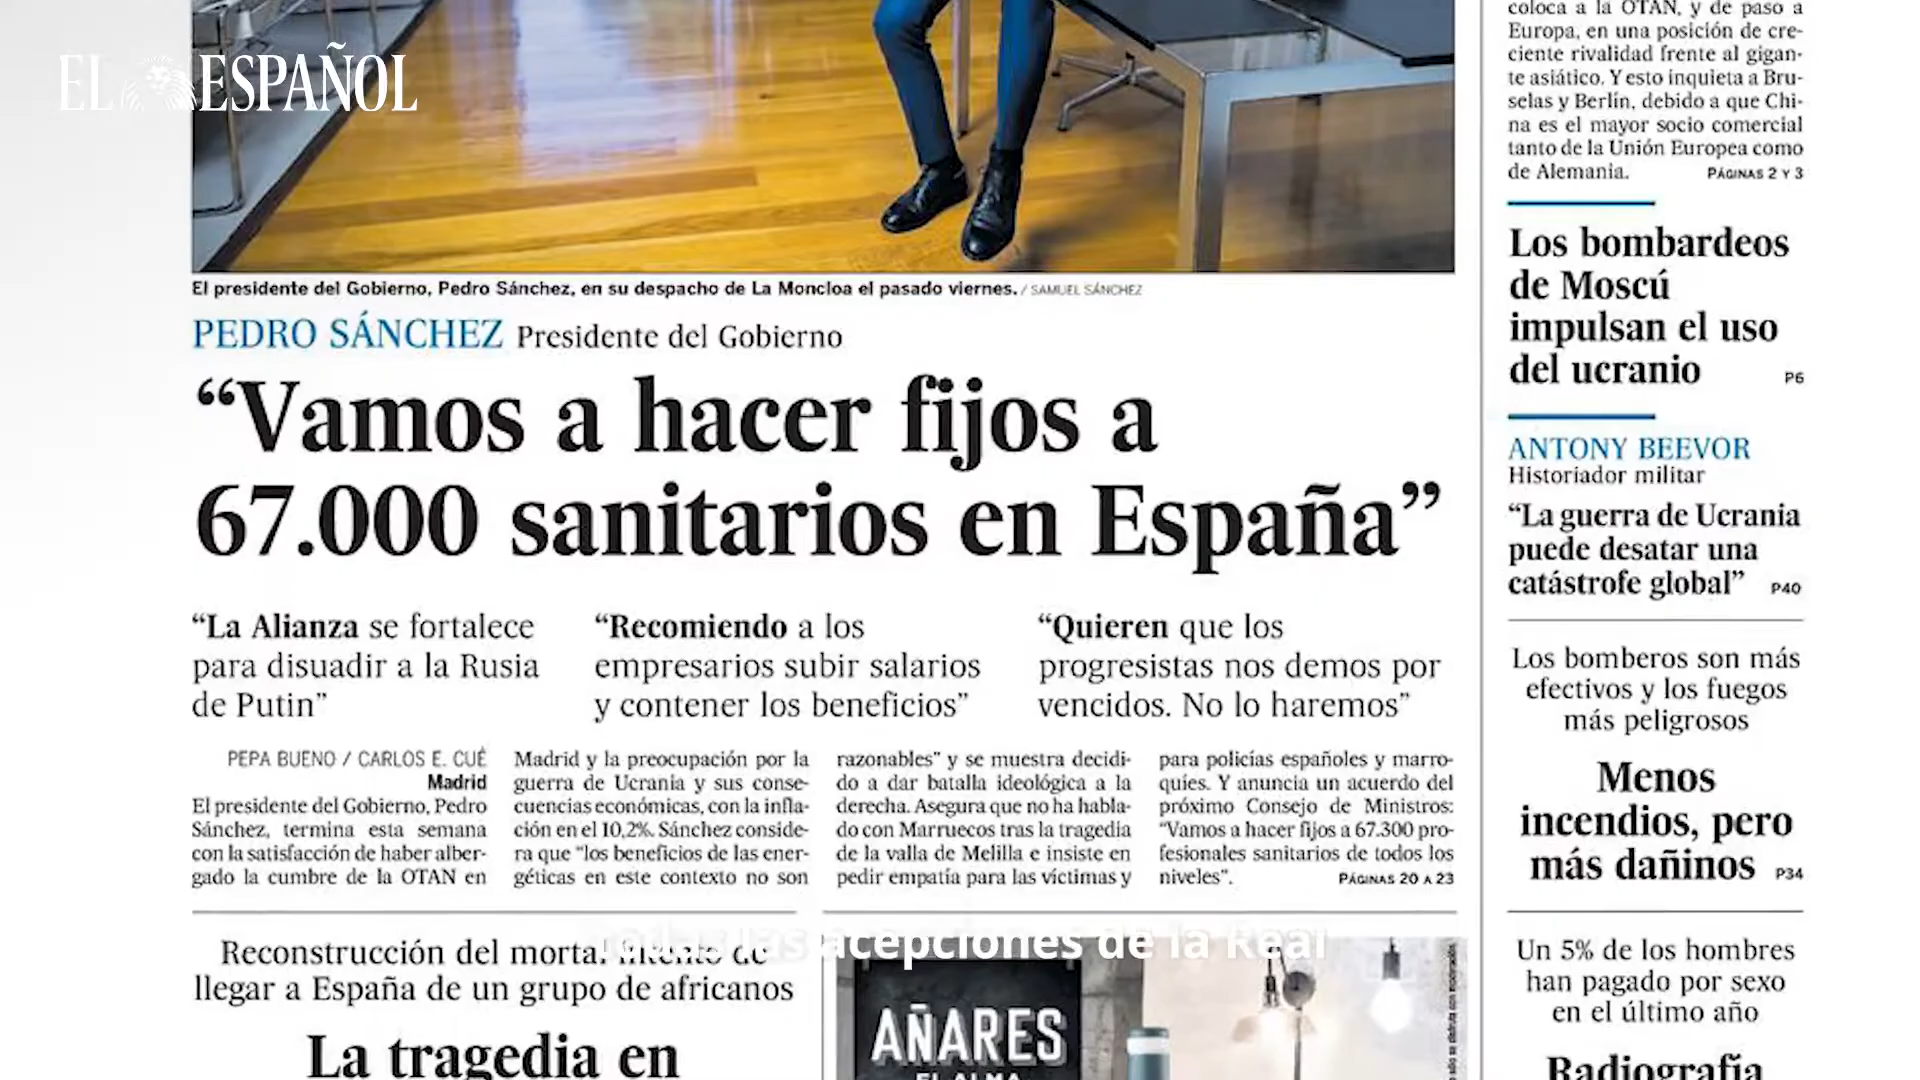 EL ESPAÑOL
El presidente del Gobierno, Pedro Sánchez, en su despacho de La Moncloa el pasado viernes. / SAMUEL SÁNCHEZ
PEDRO SÁNCHEZ Presidente del Gobierno
“Vamos a hacer fijos a
67.000 sanitarios en España”
“La Alianza se fortalece
para disuadir a la Rusia
de Putin”
“Recomiendo a los
empresarios subir salarios
y contener los beneficios”
“Quieren que los
progresistas nos demos por
vencidos. No lo haremos”
PEPA BUENO / CARLOS E. CUÉ
Madrid
El presidente del Gobierno, Pedro
Sánchez, termina esta semana
con la satisfacción de haber alber-
gado la cumbre de la OTAN en
Madrid y la preocupación por la
guerra de Ucrania y sus conse-
cuencias económicas, con la infla-
ción en el 10,2%. Sánchez conside-
ra que “los beneficios de las ener-
géticas en este contexto no son
razonables” y se muestra decidi-
do a dar batalla ideológica a la
derecha. Asegura que no ha habla-
do con Marruecos tras la tragedia
de la valla de Melilla e insiste en
pedir empatía para las víctimas y
para policías españoles y marro-
quíes. Y anuncia un acuerdo del
próximo Consejo de Ministros:
“Vamos a hacer fijos a 67.300 pro-
fesionales sanitarios de todos los
niveles”. PÁGINAS 20 A 23
Reconstrucción del mortal intento de
llegar a España de un grupo de africanos
La tragedia en
acepciones de la Real
AÑARES
EL ALMA
coloca a la OTAN, y de paso a
Europa, en una posición de cre-
ciente rivalidad frente al gigan-
te asiático. Y esto inquieta a Bru-
selas y Berlín, debido a que Chi-
na es el mayor socio comercial
tanto de la Unión Europea como
de Alemania. PÁGINAS 2 Y 3
Los bombardeos
de Moscú
impulsan el uso
del ucranio P6
ANTONY BEEVOR
Historiador militar
“La guerra de Ucrania
puede desatar una
catástrofe global” P40
Los bomberos son más
efectivos y los fuegos
más peligrosos
Menos
incendios, pero
más dañinos P34
Un 5% de los hombres
han pagado por sexo
en el último año
Radiografía